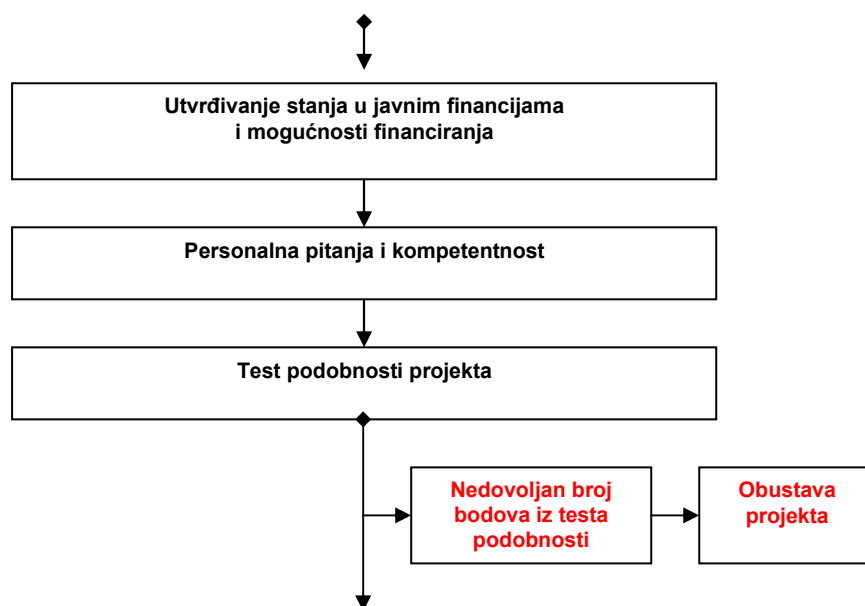 Utvrđivanje stanja u javnim financijama
i mogućnosti financiranja
Personalna pitanja i kompetentnost
Test podobnosti projekta
Nedovoljan broj
bodova iz testa
podobnosti
Obustava
projekta